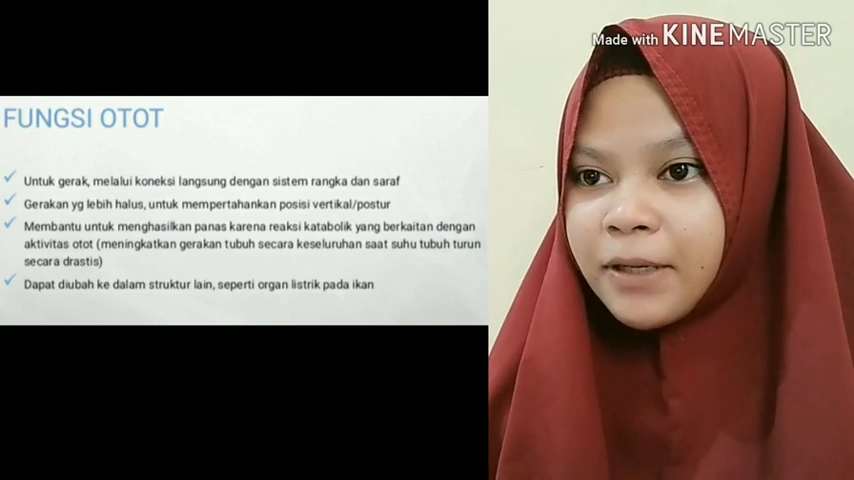 Made with KINEMASTER
FUNGSI OTOT
Untuk gerak, melalui koneksi langsung dengan sistem rangka dan saraf
Gerakan yg lebih halus, untuk mempertahankan posisi vertikal/postur
Membantu untuk menghasilkan panas karena reaksi katabolik yang berkaitan dengan
aktivitas otot (meningkatkan gerakan tubuh secara keseluruhan saat suhu tubuh turun
secara drastis)
Dapat diubah ke dalam struktur lain, seperti organ listrik pada ikan